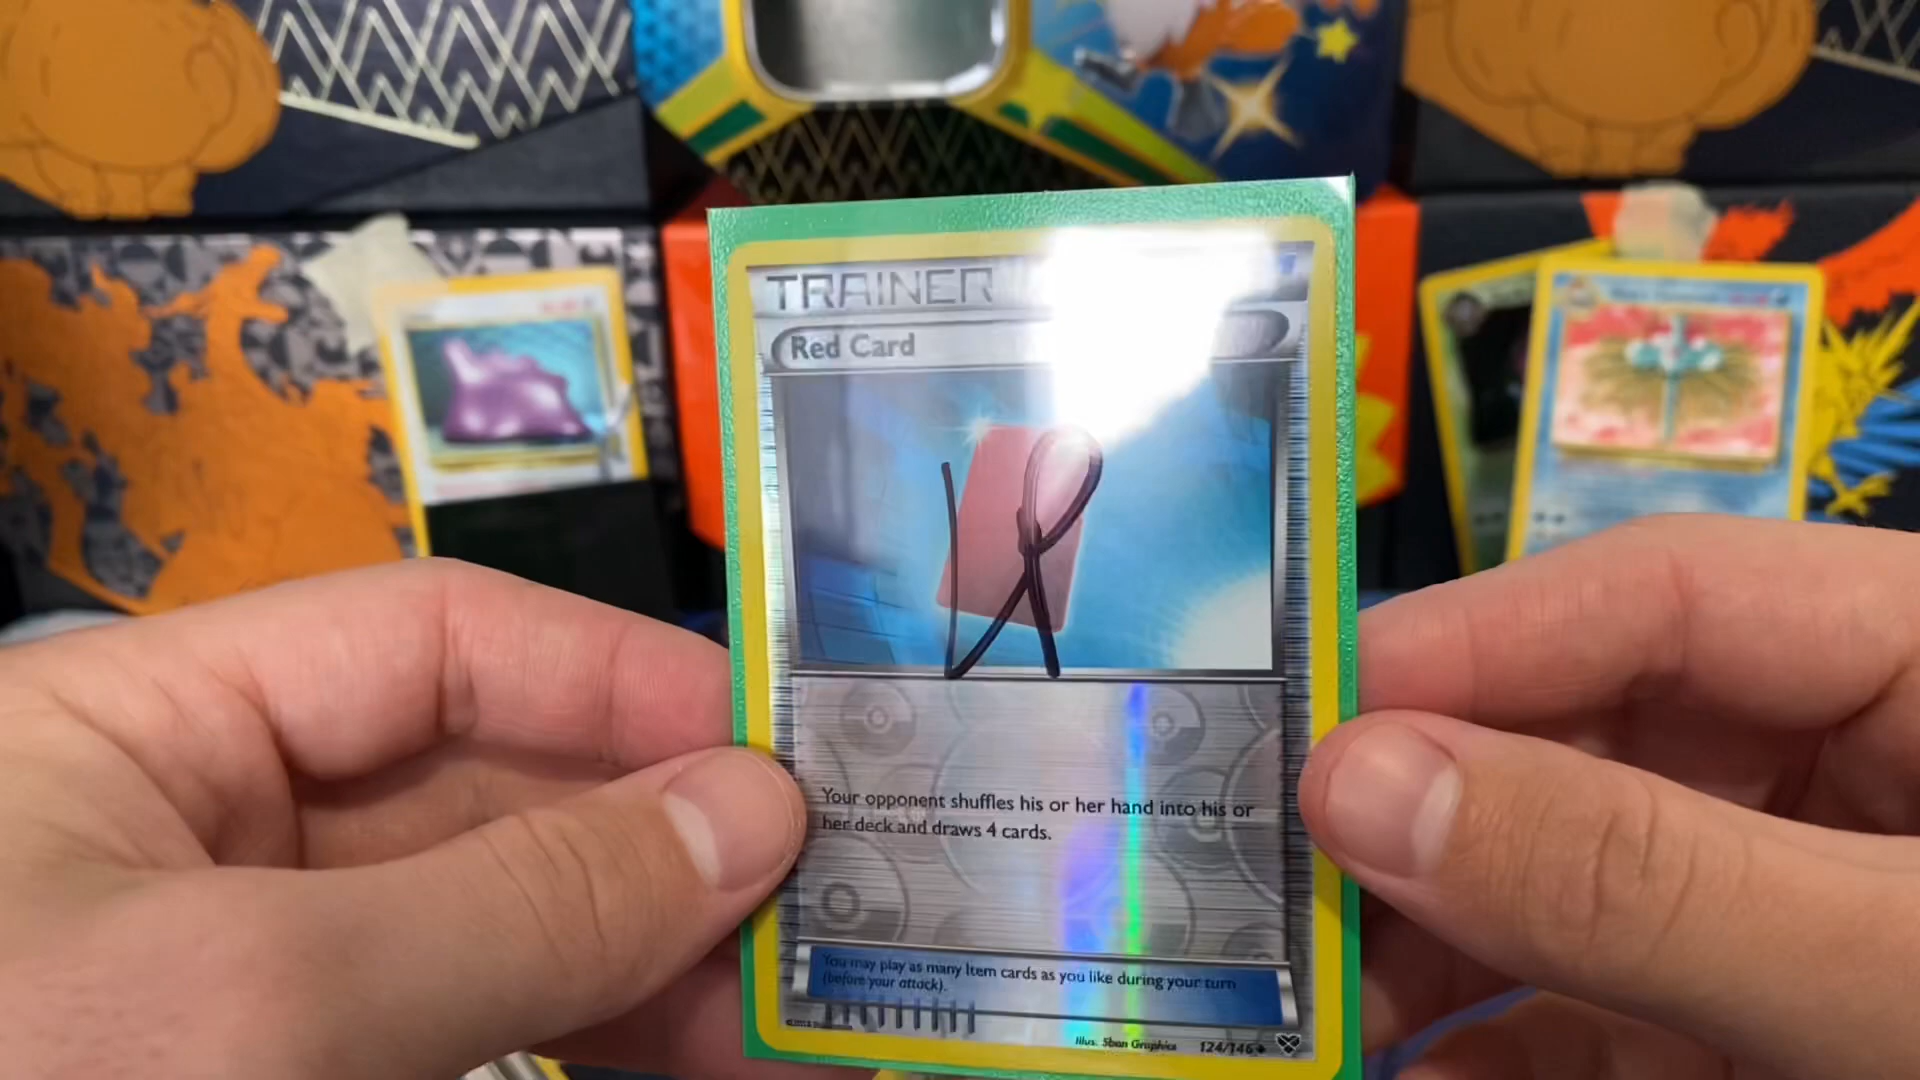 TRAINER
Red Card
Your opponent shuffles his or her hand into his or
her deck and draws 4 cards.
You may play as many Item cards as you like during your turn
(before your attack).
Illus. 5ban Graphics 124/146